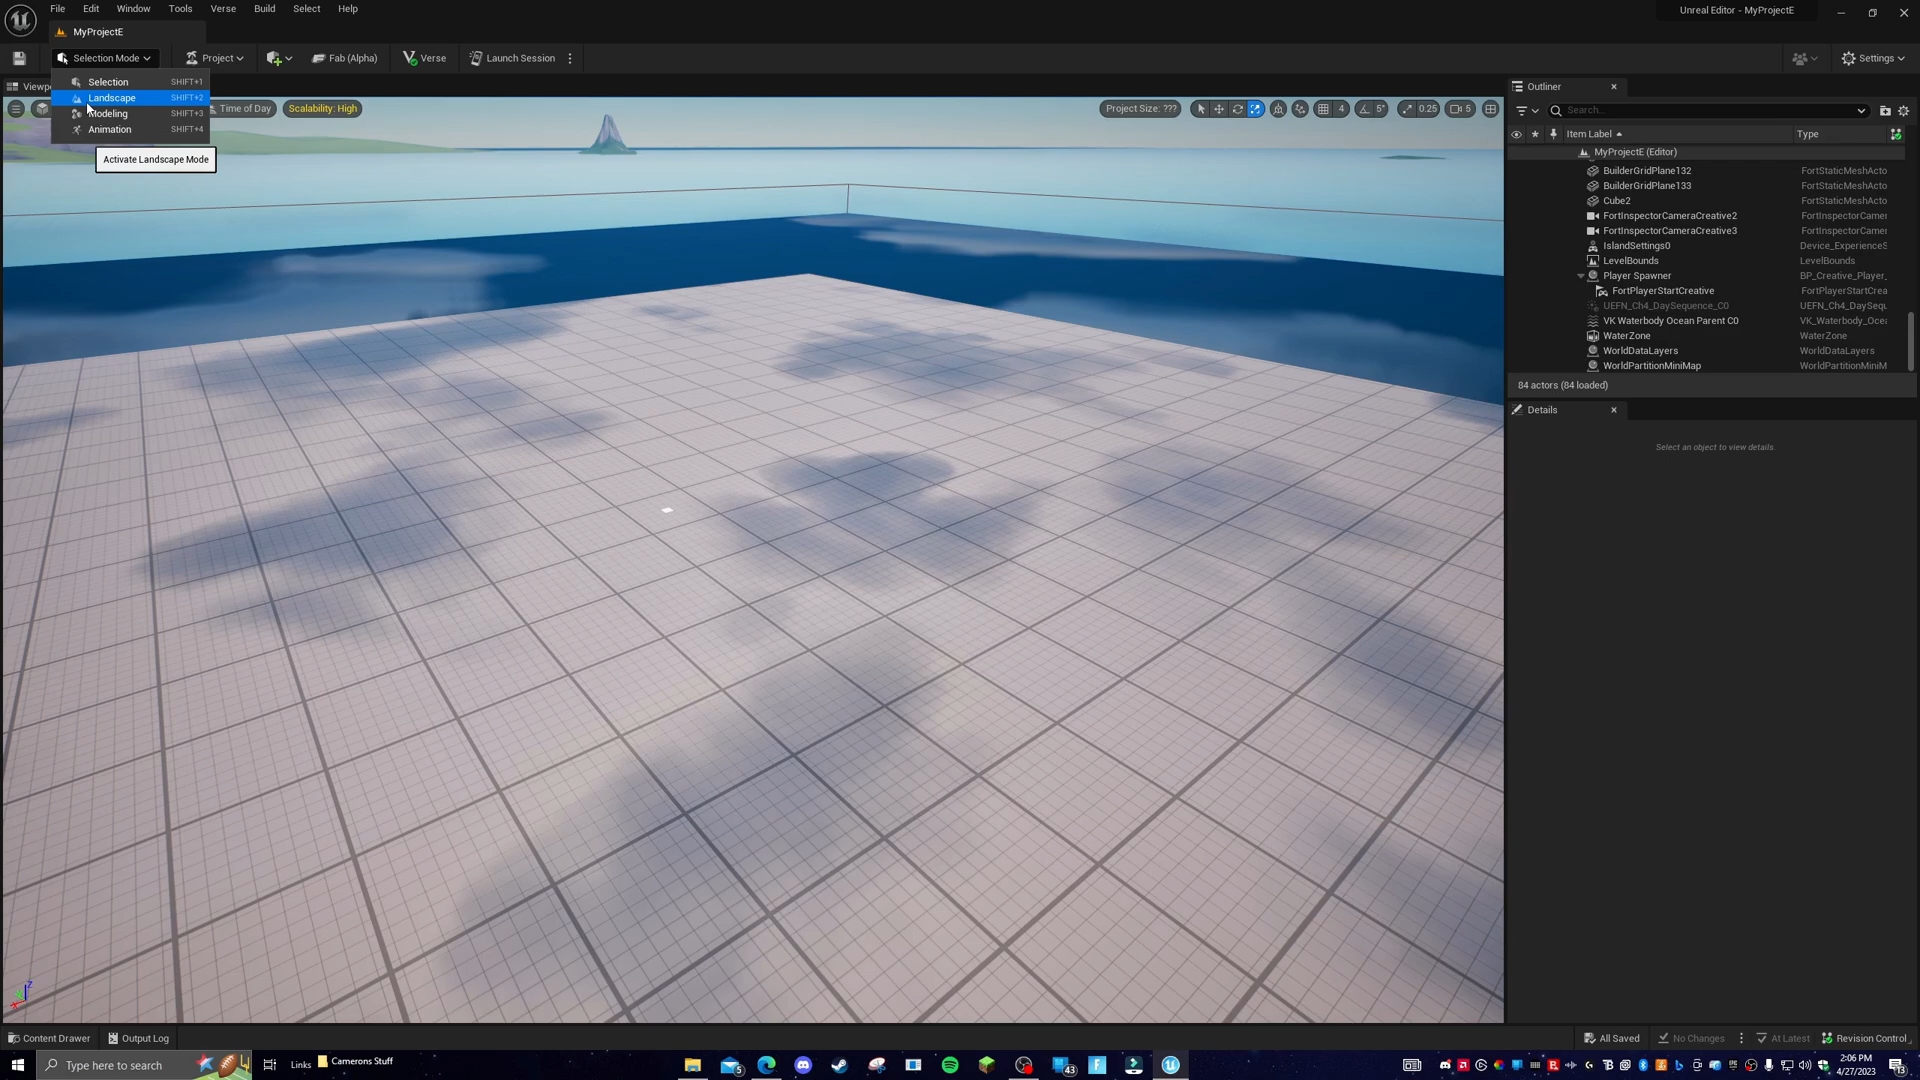 File Edit Window Tools Verse Build Select Help
Unreal Editor - MyProjectE
MyProjectE
Selection Mode
Project
Fab (Alpha)
Verse
Launch Session
Settings
Selection SHIFT+1
Landscape SHIFT+2
Modeling SHIFT+3
Animation SHIFT+4
Activate Landscape Mode
Time of Day
Scalability: High
Project Size: ???
4
5°
0.25
5
Outliner
Search...
Item Label
Type
MyProjectE (Editor)
BuilderGridPlane132 FortStaticMeshActo
BuilderGridPlane133 FortStaticMeshActo
Cube2 FortStaticMeshActo
FortInspectorCameraCreative2 FortInspectorCamer
FortInspectorCameraCreative3 FortInspectorCamer
IslandSettings0 Device_ExperienceS
LevelBounds LevelBounds
Player Spawner BP_Creative_Player_
FortPlayerStartCreative FortPlayerStartCrea
UEFN_Ch4_DaySequence_C0 UEFN_Ch4_DaySequ
VK Waterbody Ocean Parent C0 VK_Waterbody_Oce
WaterZone WaterZone
WorldDataLayers WorldDataLayers
WorldPartitionMiniMap WorldPartitionMiniM
84 actors (84 loaded)
Details
Select an object to view details.
Content Drawer
Output Log
All Saved
No Changes
At Latest
Revision Control
Type here to search
Links
Camerons Stuff
5
43
2:06 PM
4/27/2023